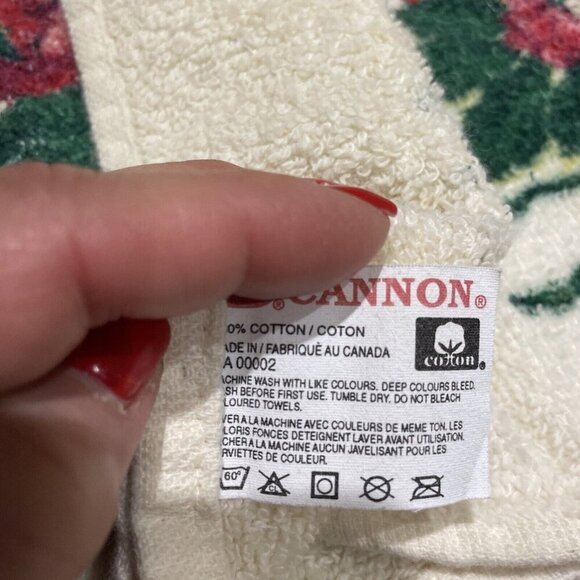 ® CANNON®
0% COTTON / COTON
ADE IN / FABRIQUÉ AU CANADA
A 00002
cotton®
ACHINE WASH WITH LIKE COLOURS. DEEP COLOURS BLEED.
SH BEFORE FIRST USE. TUMBLE DRY. DO NOT BLEACH
LOURED TOWELS.
VER A LA MACHINE AVEC COULEURS DE MEME TON. LES
LORIS FONCES DETEIGNENT LAVER AVANT UTILISATION.
CHER A LA MACHINE AUCUN JAVELISANT POUR LES
RVIETTES DE COULEUR.
60° CL